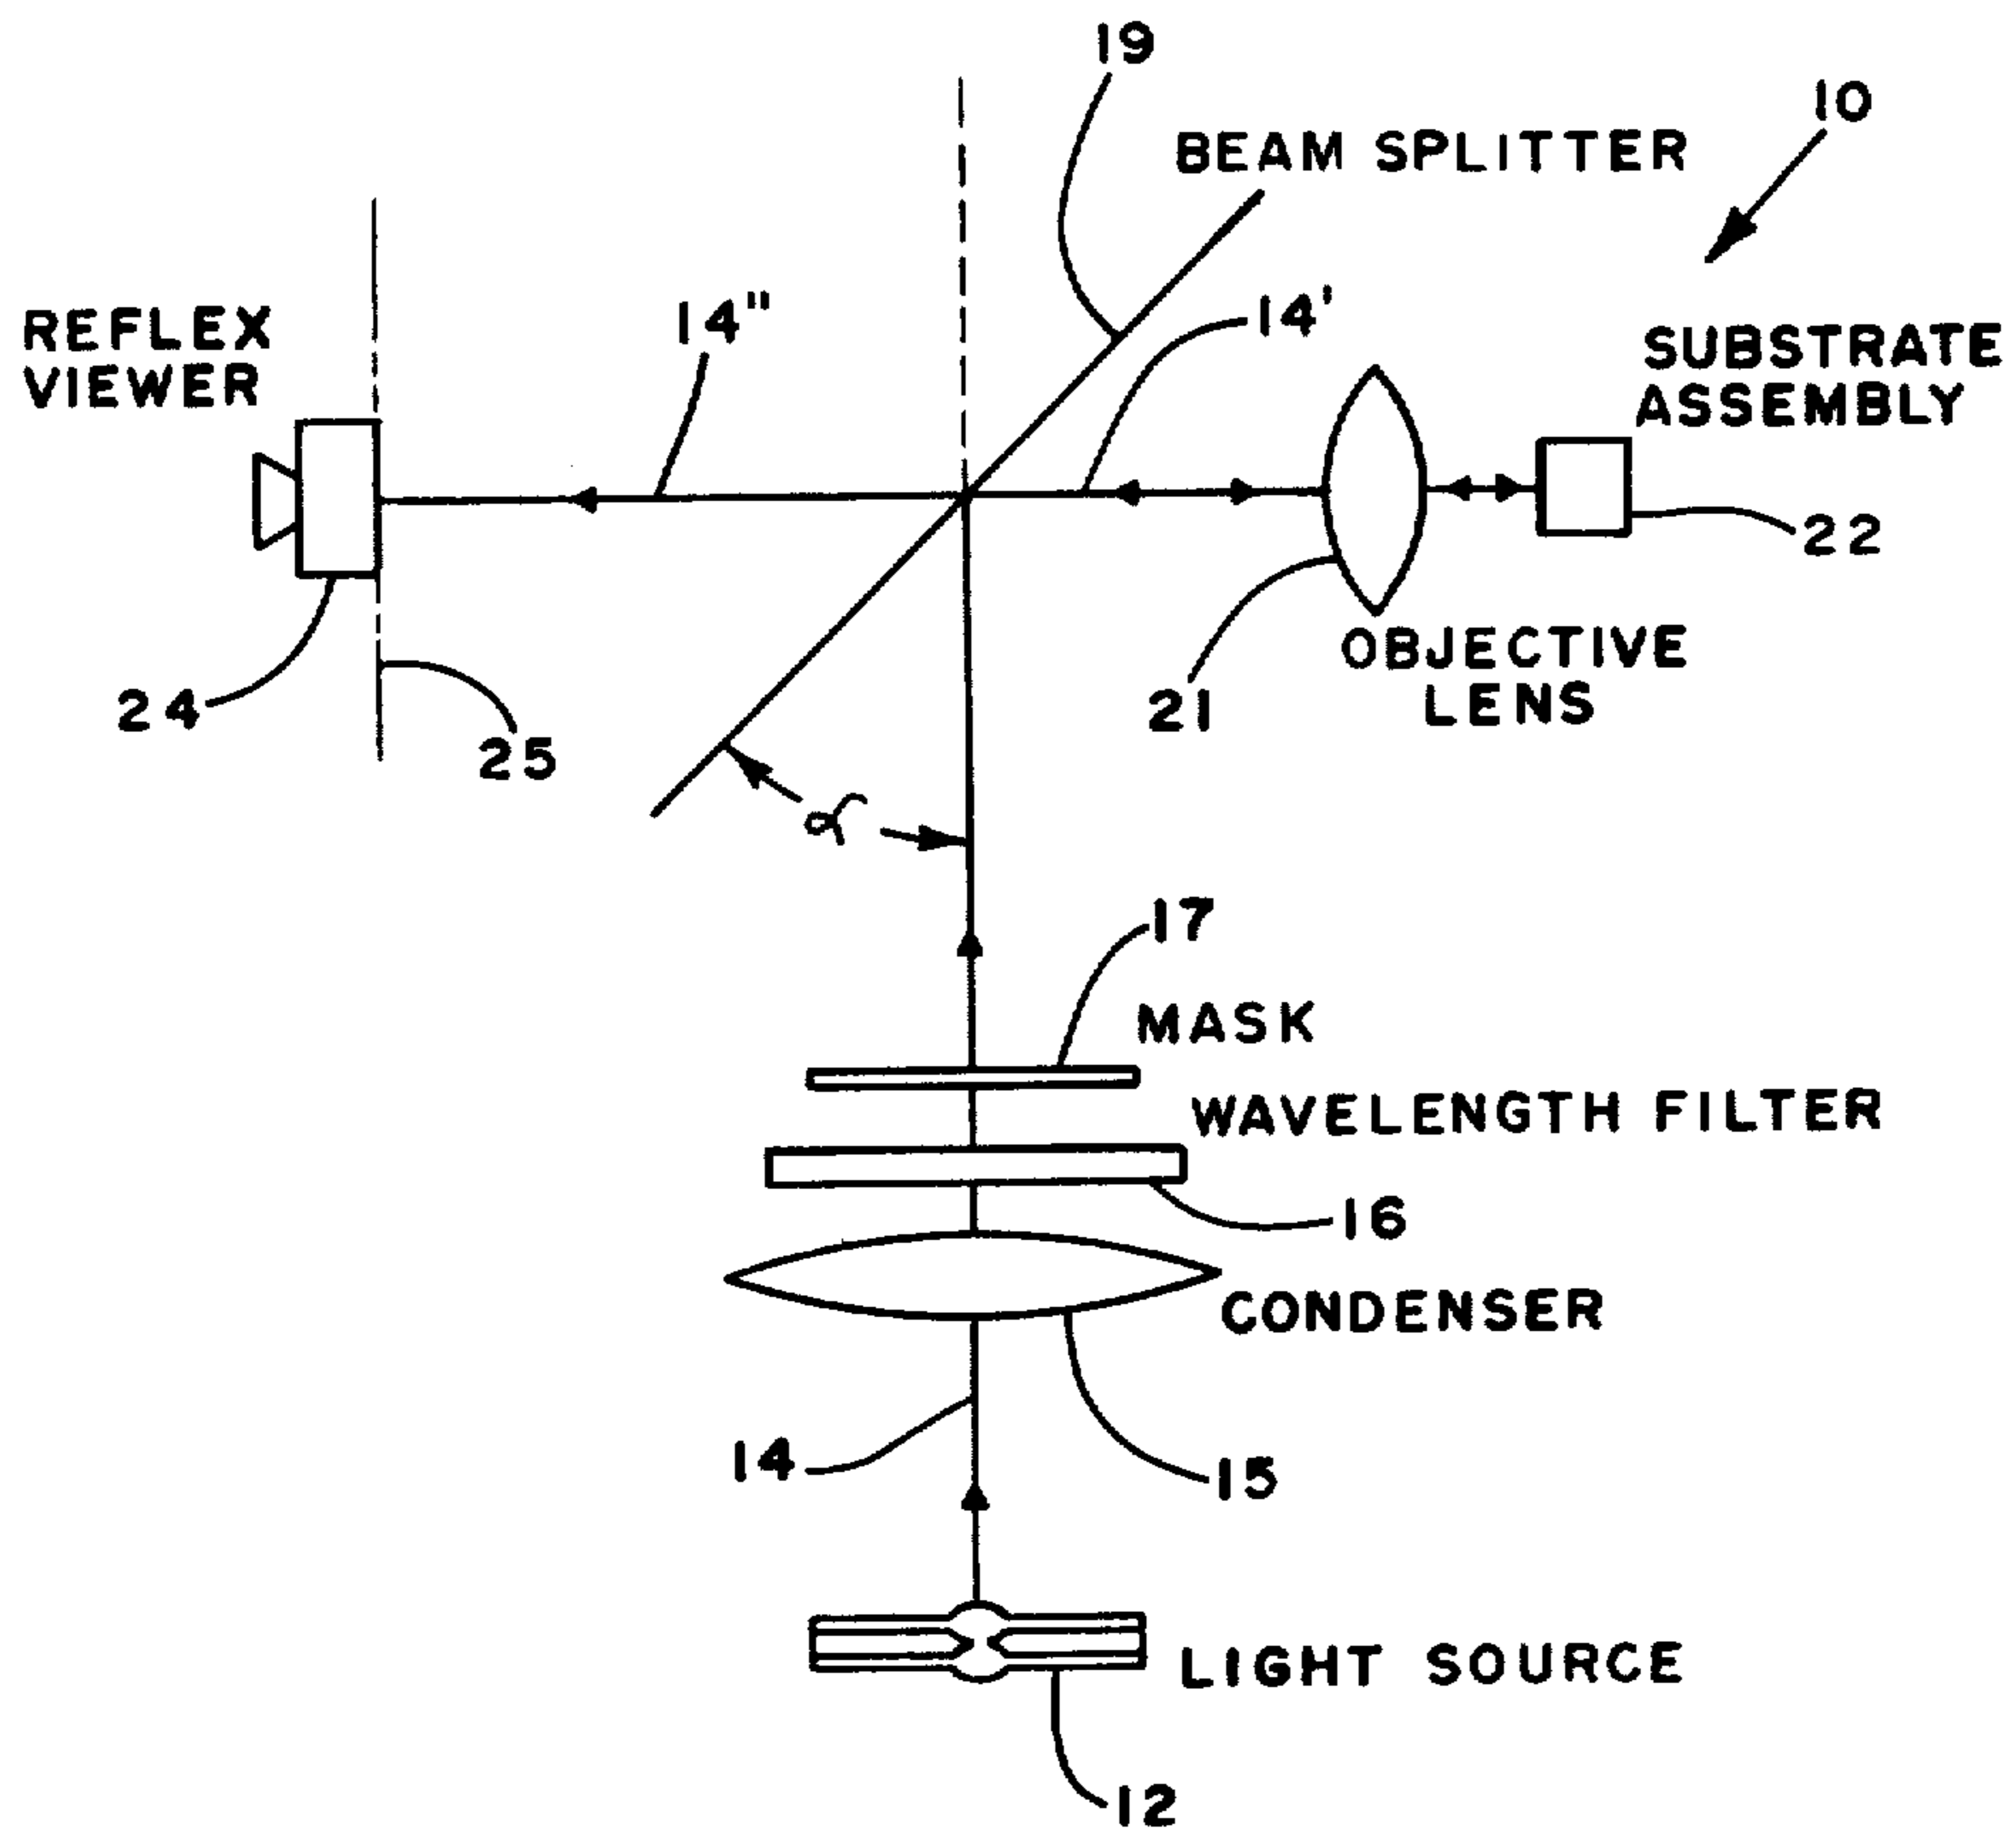 19
10
BEAM SPLITTER
14"
14'
REFLEX
VIEWER
SUBSTRATE
ASSEMBLY
22
OBJECTIVE
LENS
21
24
25
α
17
MASK
WAVELENGTH FILTER
16
CONDENSER
14
15
LIGHT SOURCE
12